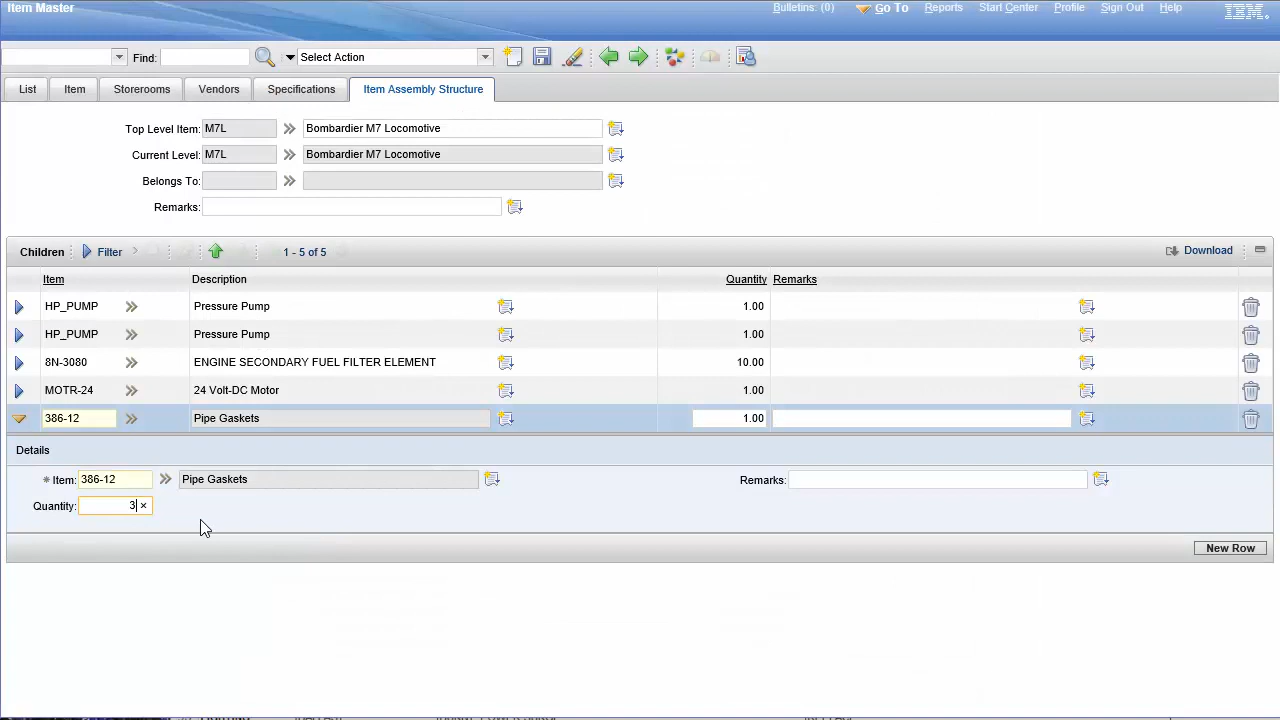 Item Master
Bulletins: (0) Go To Reports Start Center Profile Sign Out Help IBM.
Find: Select Action
List Item Storerooms Vendors Specifications Item Assembly Structure
Top Level Item: M7L Bombardier M7 Locomotive
Current Level: M7L Bombardier M7 Locomotive
Belongs To:
Remarks:
Children Filter 1 - 5 of 5 Download
Item Description Quantity Remarks
HP_PUMP Pressure Pump 1.00
HP_PUMP Pressure Pump 1.00
8N-3080 ENGINE SECONDARY FUEL FILTER ELEMENT 10.00
MOTR-24 24 Volt-DC Motor 1.00
386-12 Pipe Gaskets 1.00
Details
* Item: 386-12 Pipe Gaskets Remarks:
Quantity: 3
New Row